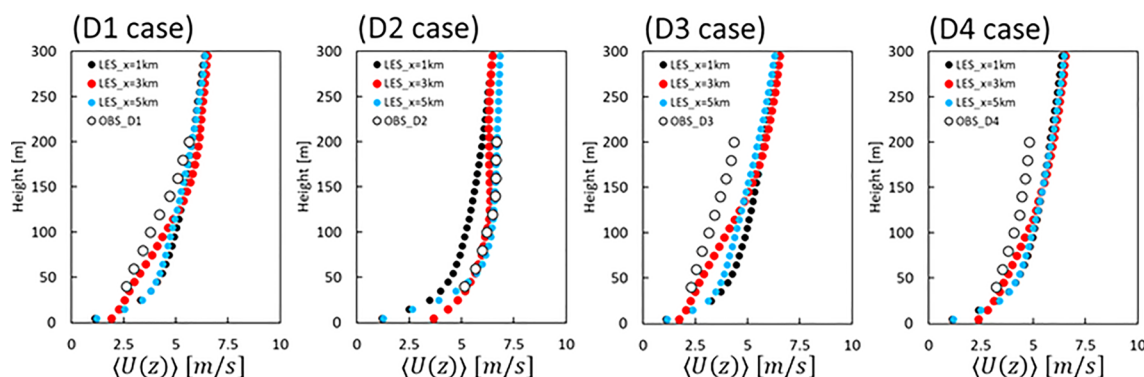 (D1 case)
300
250
200
150
100
50
0
Height [m]
LES_x=1km
LES_x=3km
LES_x=5km
OBS_D1
0
2.5
5
7.5
10
⟨U(z)⟩ [m/s]
(D2 case)
300
250
200
150
100
50
0
Height [m]
LES_x=1km
LES_x=3km
LES_x=5km
OBS_D2
0
2.5
5
7.5
10
⟨U(z)⟩ [m/s]
(D3 case)
300
250
200
150
100
50
0
Height [m]
LES_x=1km
LES_x=3km
LES_x=5km
OBS_D3
0
2.5
5
7.5
10
⟨U(z)⟩ [m/s]
(D4 case)
300
250
200
150
100
50
0
Height [m]
LES_x=1km
LES_x=3km
LES_x=5km
OBS_D4
0
2.5
5
7.5
10
⟨U(z)⟩ [m/s]